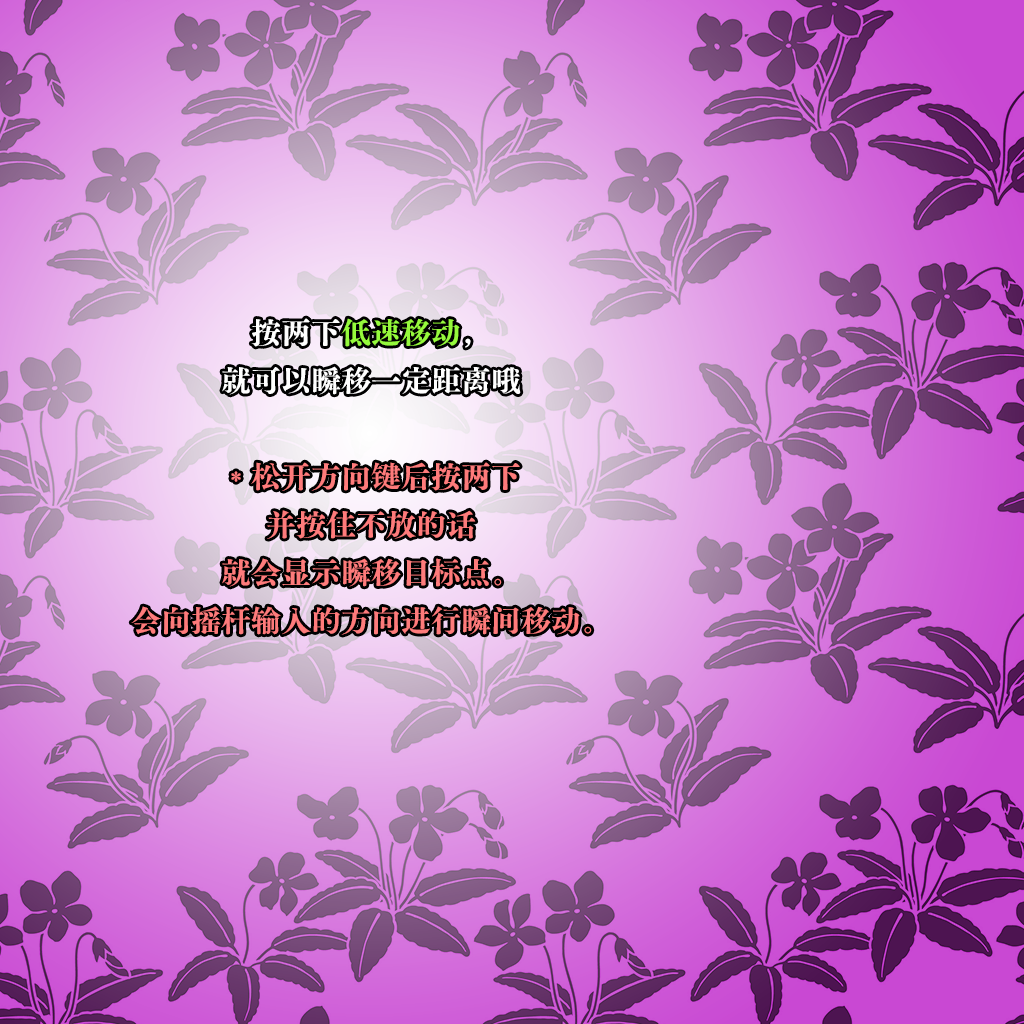 按两下低速移动，
就可以瞬移一定距离哦
* 松开方向键后按两下
并按住不放的话
就会显示瞬移目标点。
会向摇杆输入的方向进行瞬间移动。